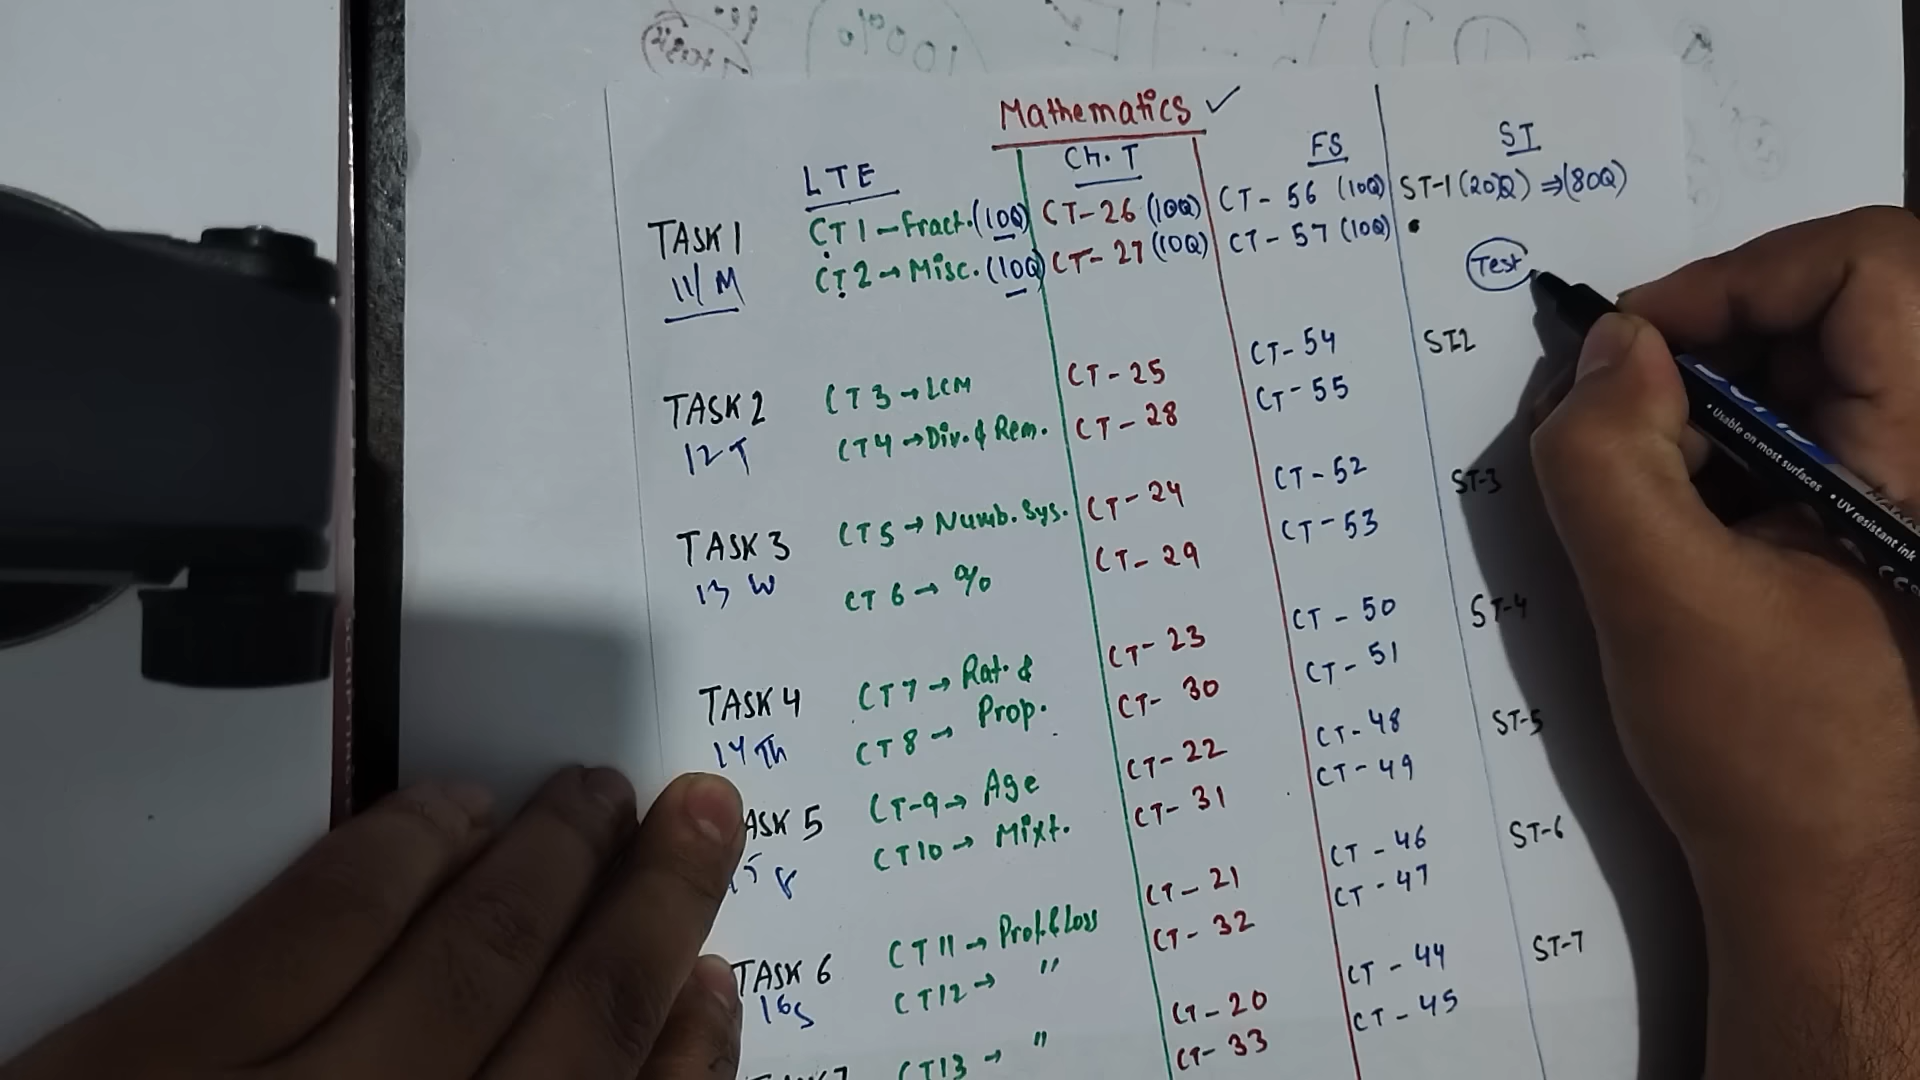 Mathematics ✓
LTE Ch.T FS ST
TASK 1 CT 1 – Fract. (10Q) CT – 26 (10Q) CT – 56 (10Q) ST-1 (20Q) ⇒ (80Q)
11/M CT 2 → Misc. (10Q) CT – 27 (10Q) CT – 57 (10Q)
Test
TASK 2 CT 3 → LCM CT – 25 CT – 54 ST-2
12 T CT 4 → Div. & Rem. CT – 28 CT – 55
TASK 3 CT 5 → Numb. Sys. CT – 24 CT – 52 ST-3
13 W CT 6 → % CT – 29 CT – 53
TASK 4 CT 7 → Rat. & CT – 23 CT – 50 ST-4
14 Th CT 8 → Prop. CT – 30 CT – 51
ASK 5 CT-9 → Age CT – 22 CT – 48 ST-5
CT 10 → Mixt. CT – 31 CT – 49
TASK 6 CT 11 → Prof. & Loss CT – 21 CT – 46 ST-6
16 S CT 12 → " CT – 32 CT – 47
CT 13 → " CT – 20 CT – 44 ST-7
CT – 33 CT – 45
• Usable on most surfaces • UV resistant ink